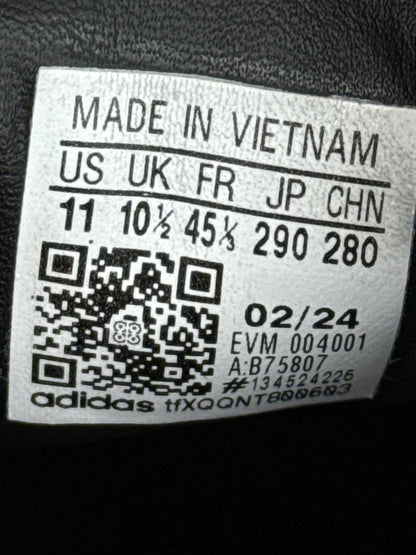 MADE IN VIETNAM
US UK FR JP CHN
11 10½ 45⅓ 290 280
02/24
EVM 004001
A:B75807
#134524226
adidas tfXQQNT800603